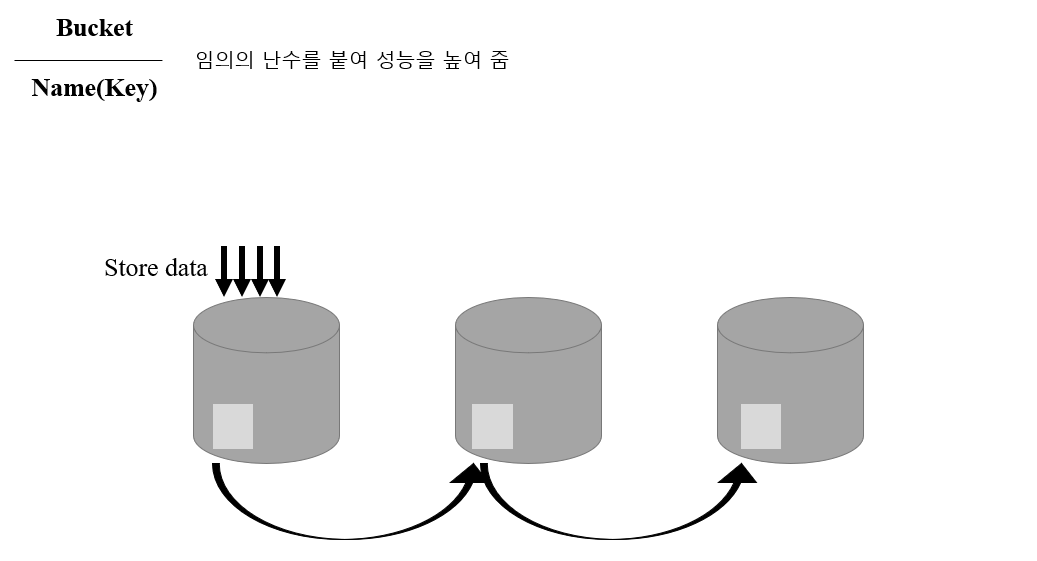 Bucket
Name(Key)
임의의 난수를 붙여 성능을 높여 줌
Store data